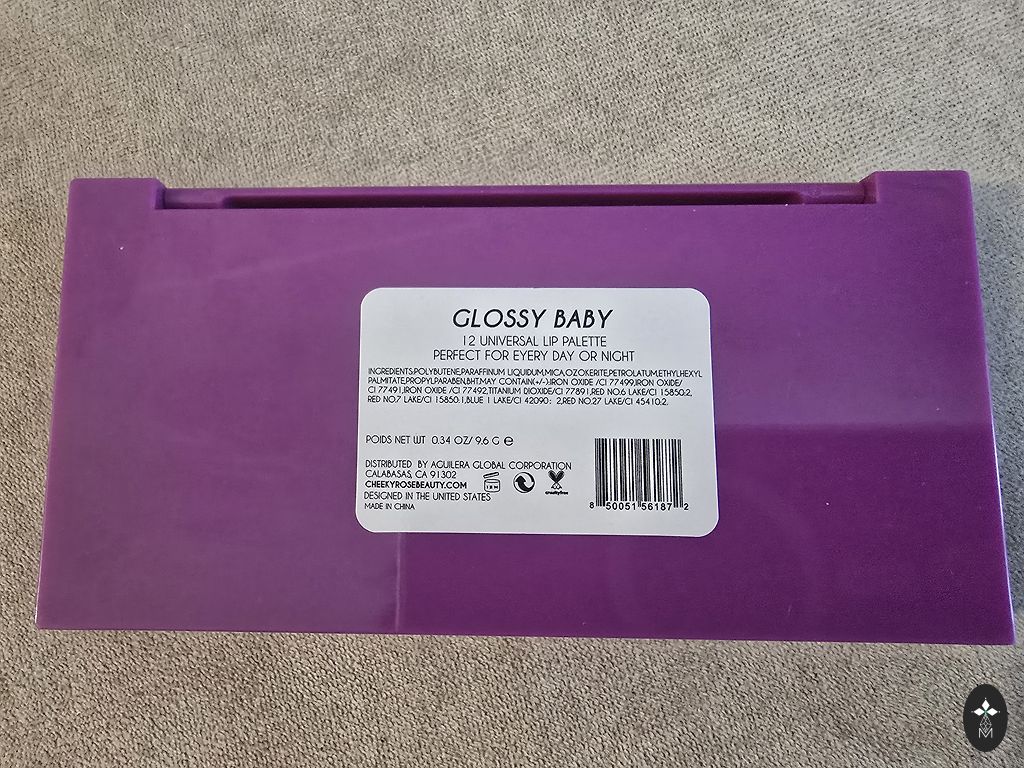 GLOSSY BABY
12 UNIVERSAL LIP PALETTE
PERFECT FOR EYERY DAY OR NIGHT
INGREDIENTS:POLYBUTENE,PARAFFINUM LIQUIDUM,MICA,OZOKERITE,PETROLATUM,ETHYLHEXYL
PALMITATE,PROPYLPARABEN,BHT.MAY CONTAIN(+/-):IRON OXIDE /CI 77499,IRON OXIDE/
CI 77491,IRON OXIDE /CI 77492,TITANIUM DIOXIDE/CI 77891,RED NO.6 LAKE/CI 15850:2,
RED NO.7 LAKE/CI 15850:1,BLUE 1 LAKE/CI 42090：2,RED NO.27 LAKE/CI 45410:2.
POIDS NET WT 0.34 OZ/ 9.6 G ℮
DISTRIBUTED BY AGUILERA GLOBAL CORPORATION
CALABASAS, CA 91302
CHEEKYROSEBEAUTY.COM
DESIGNED IN THE UNITED STATES
MADE IN CHINA
crueltyfree
8 50051 56187 2
M